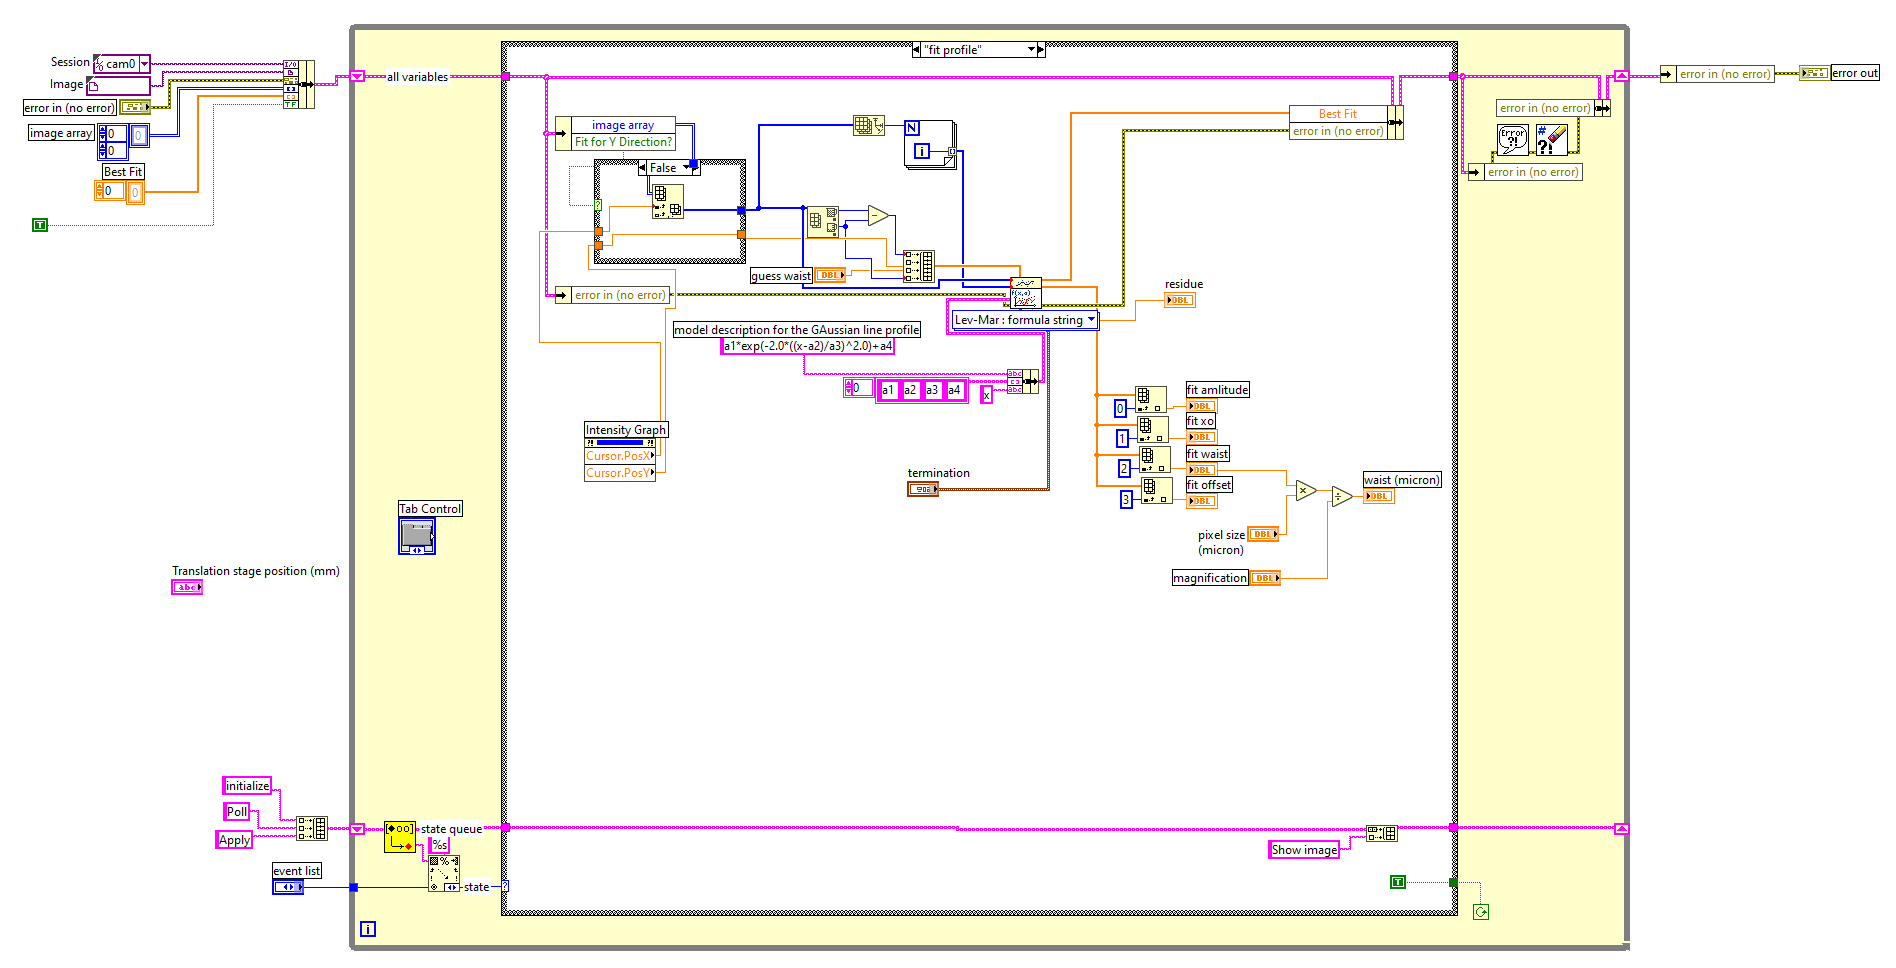 Session
cam0
I/O
Image
error in (no error)
TF
image array
0
0
0
Best Fit
0
0
T
all variables
"fit profile"
image array
Fit for Y Direction?
False
?
N
i
guess waist
DBL
error in (no error)
model description for the GAussian line profile
a1*exp(-2.0*((x-a2)/a3)^2.0)+a4
Lev-Mar : formula string
f(x,a)
residue
DBL
0
a1
a2
a3
a4
x
abc
abc
Intensity Graph
Cursor.PosX
Cursor.PosY
termination
Best Fit
error in (no error)
0
fit amlitude
DBL
1
fit xo
DBL
2
fit waist
DBL
3
fit offset
DBL
waist (micron)
DBL
pixel size
(micron)
DBL
magnification
DBL
error in (no error)
Error
?!
#
?!
error in (no error)
error in (no error)
error out
Tab Control
Translation stage position (mm)
abc
initialize
Poll
Apply
state queue
%s
event list
state
?
Show image
T
i